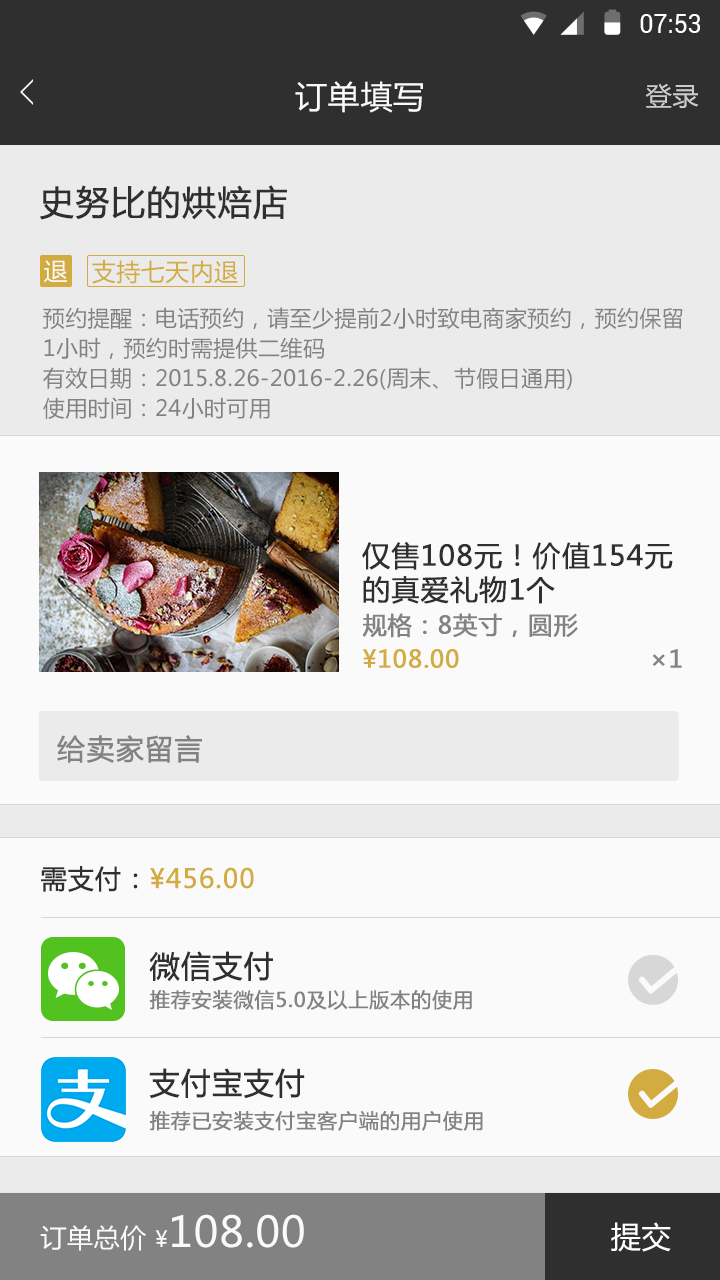 07:53
订单填写
登录
史努比的烘焙店
退 支持七天内退
预约提醒：电话预约，请至少提前2小时致电商家预约，预约保留
1小时，预约时需提供二维码
有效日期：2015.8.26-2016-2.26(周末、节假日通用)
使用时间：24小时可用
仅售108元！价值154元
的真爱礼物1个
规格：8英寸，圆形
¥108.00 ×1
给卖家留言
需支付：¥456.00
微信支付
推荐安装微信5.0及以上版本的使用
支 支付宝支付
推荐已安装支付宝客户端的用户使用
订单总价 ¥108.00
提交